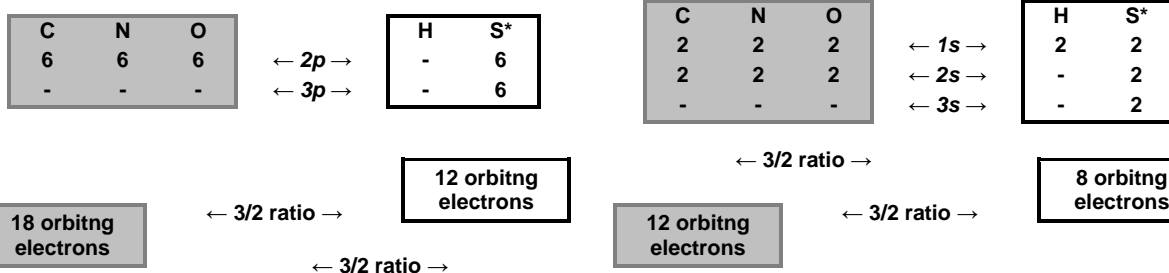 C N O
6 6 6
- - -
← 2p →
← 3p →
H S*
- 6
- 6
12 orbitng
electrons
← 3/2 ratio →
18 orbitng
electrons
← 3/2 ratio →
C N O
2 2 2
2 2 2
- - -
← 1s →
← 2s →
← 3s →
H S*
2 2
- 2
- 2
← 3/2 ratio →
8 orbitng
electrons
← 3/2 ratio →
12 orbitng
electrons